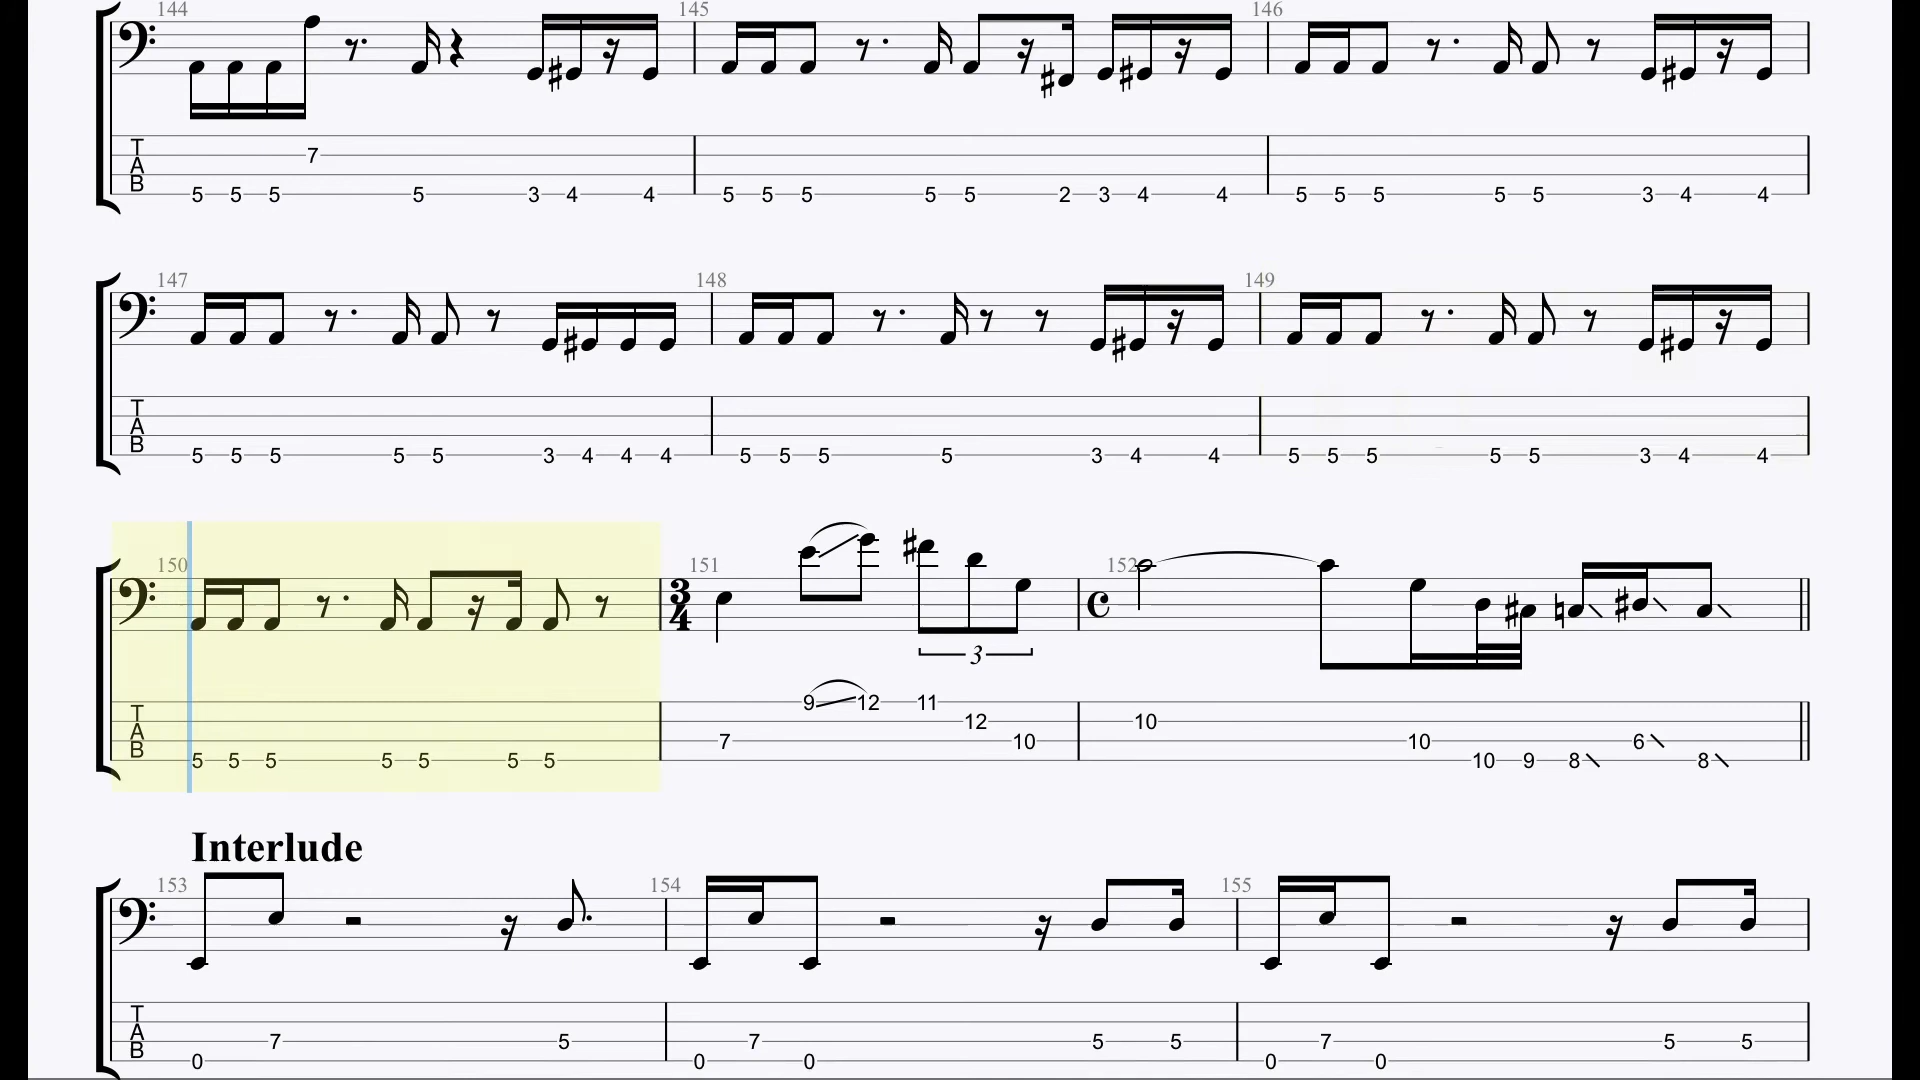 144 145 146
T
A
B
7
5 5 5 5 3 4 4 5 5 5 5 5 2 3 4 4 5 5 5 5 5 3 4 4
147 148 149
T
A
B
5 5 5 5 5 3 4 4 4 5 5 5 5 3 4 4 5 5 5 5 5 3 4 4
150 151 152
3
4
3
T
A
B
9 12 11
12 10
7 10 10 6
5 5 5 5 5 5 5 10 9 8 8
Interlude
153 154 155
T
A
B
7 5 7 5 5 7 5 5
0 0 0 0 0